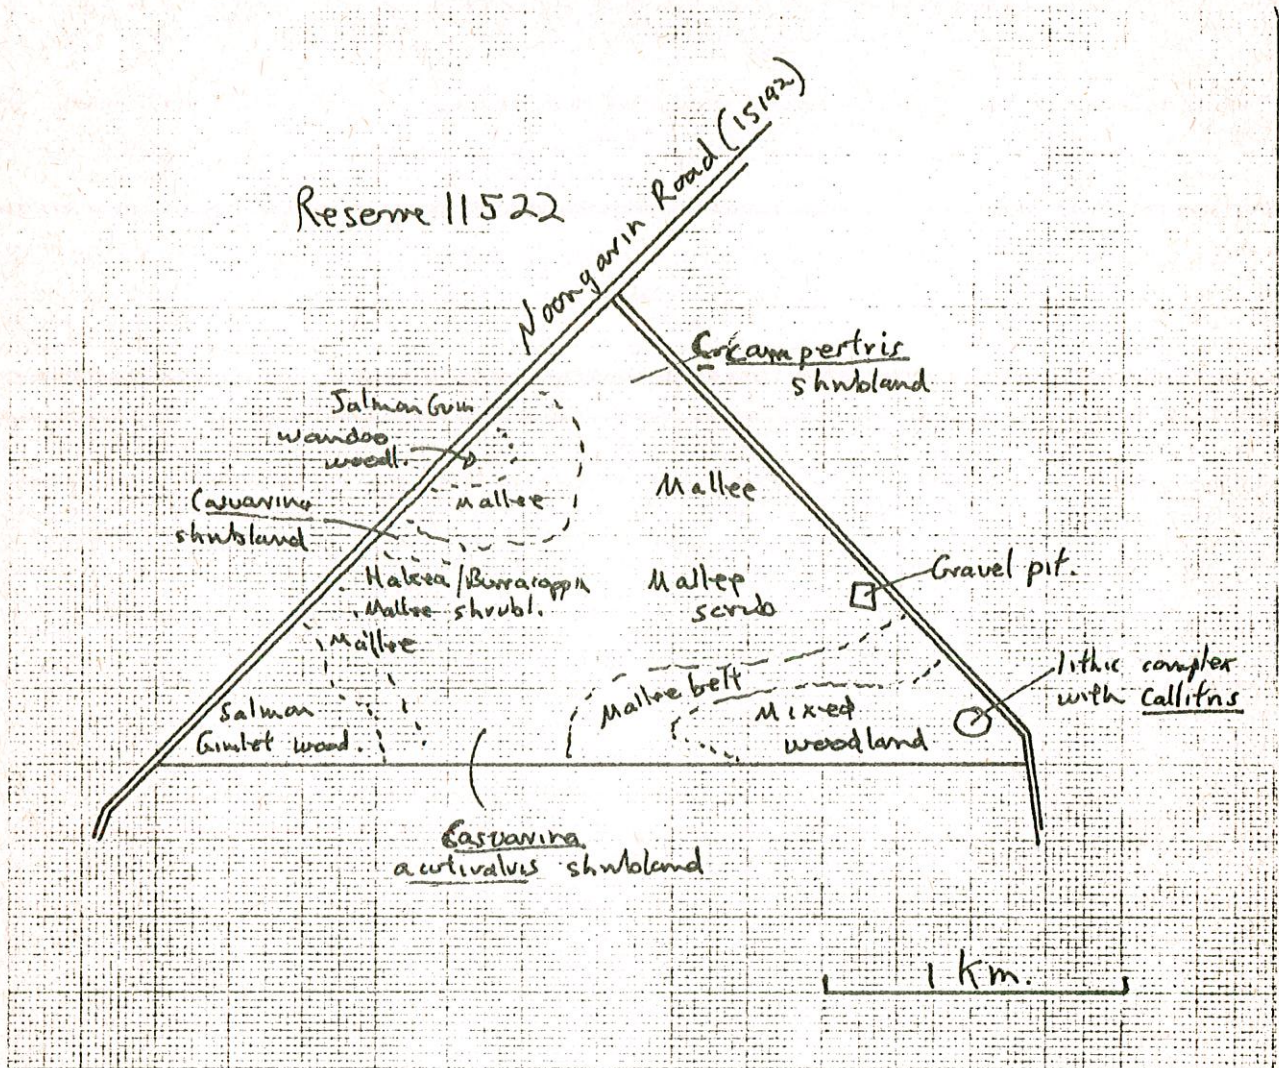 Noongarin Road (15192)
Reserve 11522
campestris
shrubland
Salmon Gum
wandoo
woodl.
Mallee
Mallee
Casuarina
shrubland
Hakea/Burracoppin
Mallee shrubl.
Mallee
scrub
Gravel pit.
Mallee
lithic complex
with Callitris
Mallee belt
Mixed
woodland
Salmon
Gimlet wood.
Casuarina
acutivalvis shrubland
1 Km.